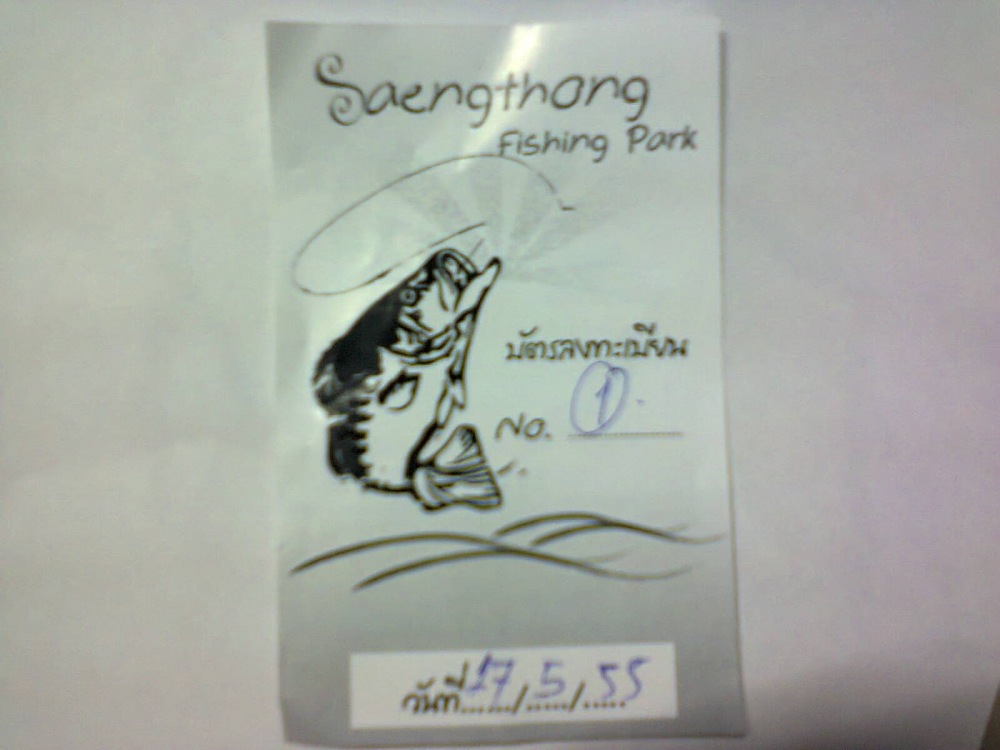 Saengthong
Fishing Park
บัตรลงทะเบียน
No. 1
วันที่ 27/5/55